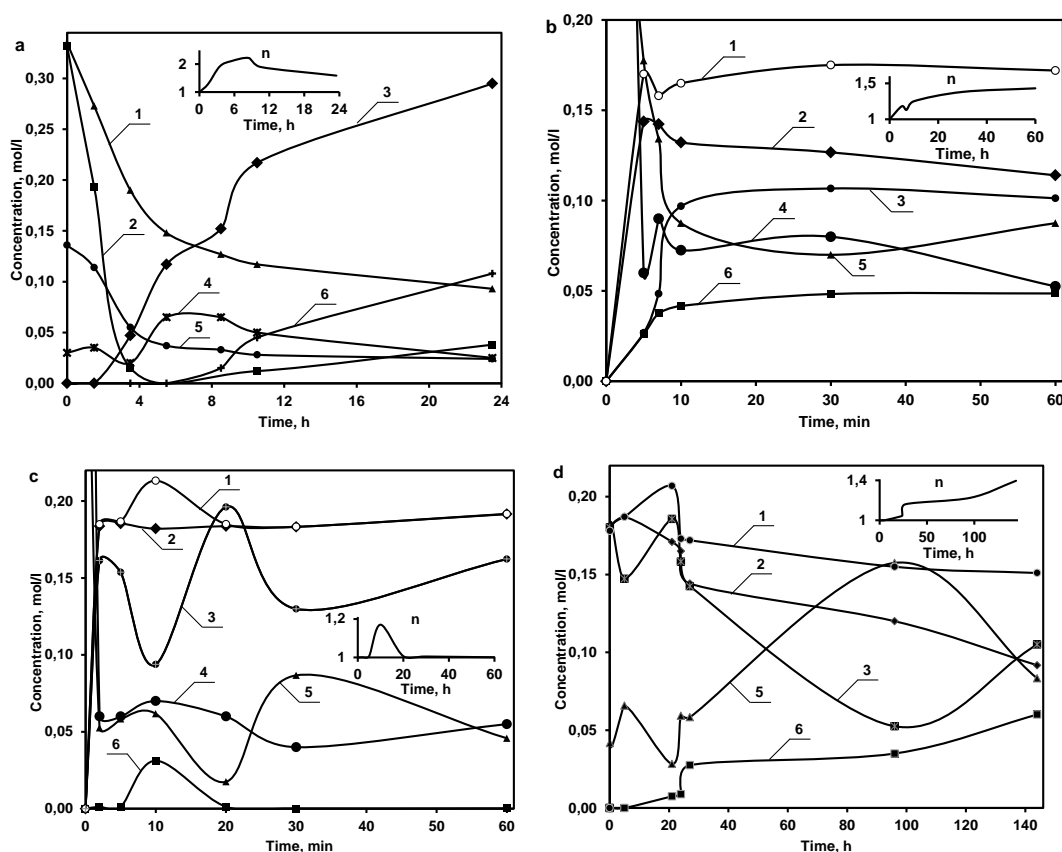 a
Concentration, mol/l
0,30
0,25
0,20
0,15
0,10
0,05
0,00
0 4 8 12 16 20 24
Time, h
1
2
3
4
5
6
n
2
1
0 6 12 18 24
Time, h
b
Concentration, mol/l
0,20
0,15
0,10
0,05
0,00
0 10 20 30 40 50 60
Time, min
1
2
3
4
5
6
1,5
n
1
0 20 40 60
Time, h
c
Concentration, mol/l
0,20
0,15
0,10
0,05
0,00
0 10 20 30 40 50 60
Time, min
1
2
3
4
5
6
1,2
n
1
0 20 40 60
Time, h
d
Concentration, mol/l
0,20
0,15
0,10
0,05
0,00
0 20 40 60 80 100 120 140
Time, h
1
2
3
5
6
1,4
n
1
0 50 100
Time, h